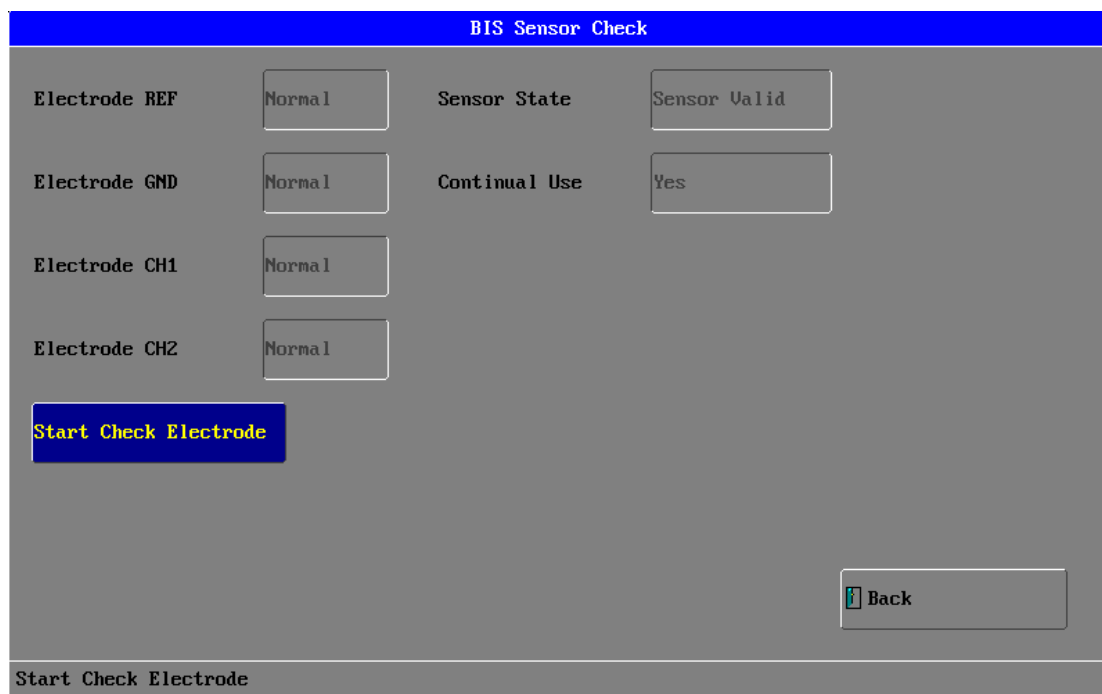 BIS Sensor Check
Electrode REF Normal Sensor State Sensor Valid
Electrode GND Normal Continual Use Yes
Electrode CH1 Normal
Electrode CH2 Normal
Start Check Electrode
Back
Start Check Electrode